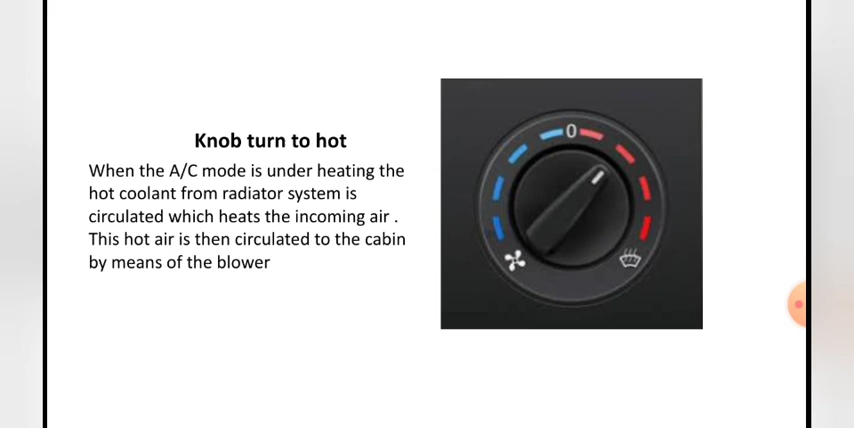 Knob turn to hot
When the A/C mode is under heating the
hot coolant from radiator system is
circulated which heats the incoming air .
This hot air is then circulated to the cabin
by means of the blower
0